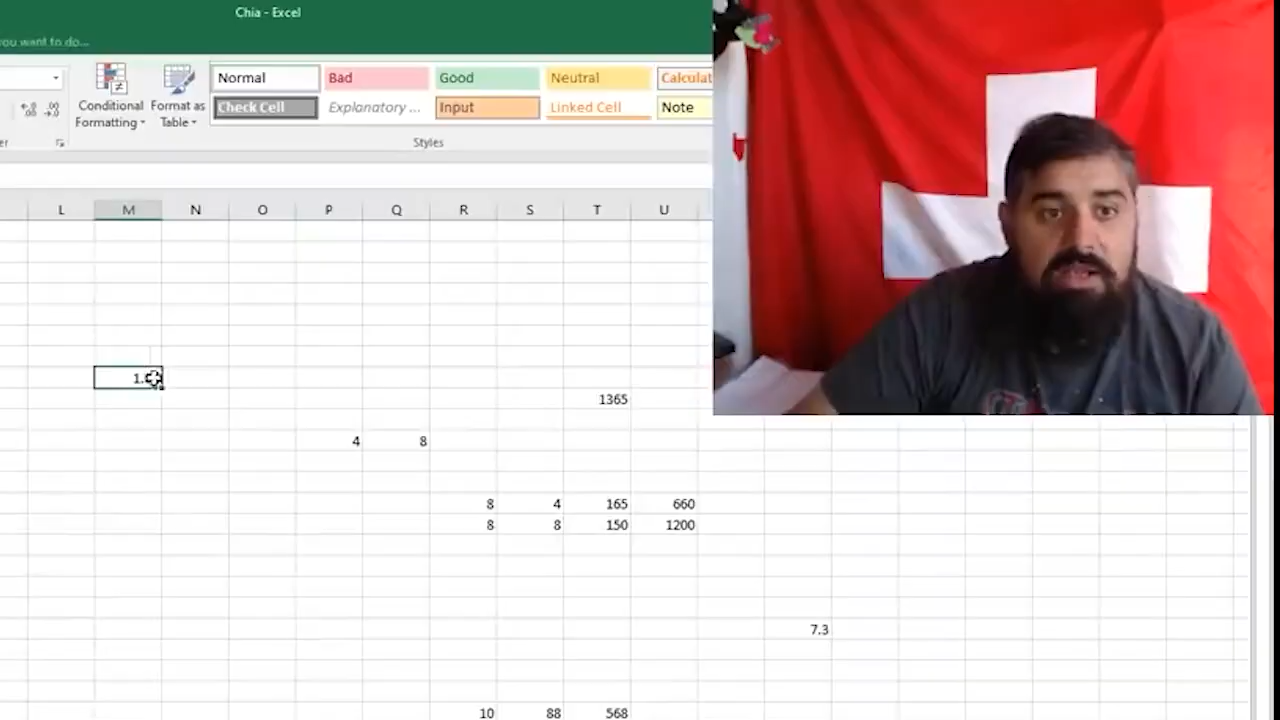 Chia - Excel
you want to do...
Conditional Formatting
Format as Table
Normal
Bad
Good
Neutral
Check Cell
Explanatory ...
Input
Linked Cell
Note
Styles
L M N O P Q R S T U
1365
4 8
8 4 165 660
8 8 150 1200
7.3
10 88 568